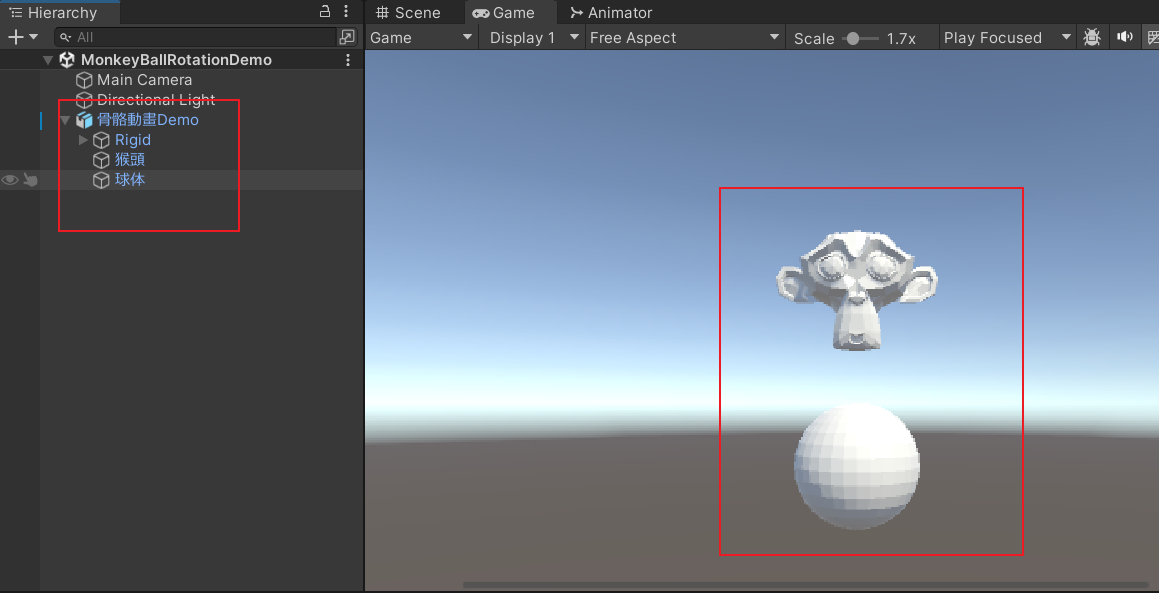 Hierarchy
All
MonkeyBallRotationDemo
Main Camera
Directional Light
骨骼動畫Demo
Rigid
猴頭
球体
Scene Game Animator
Game Display 1 Free Aspect Scale 1.7x Play Focused